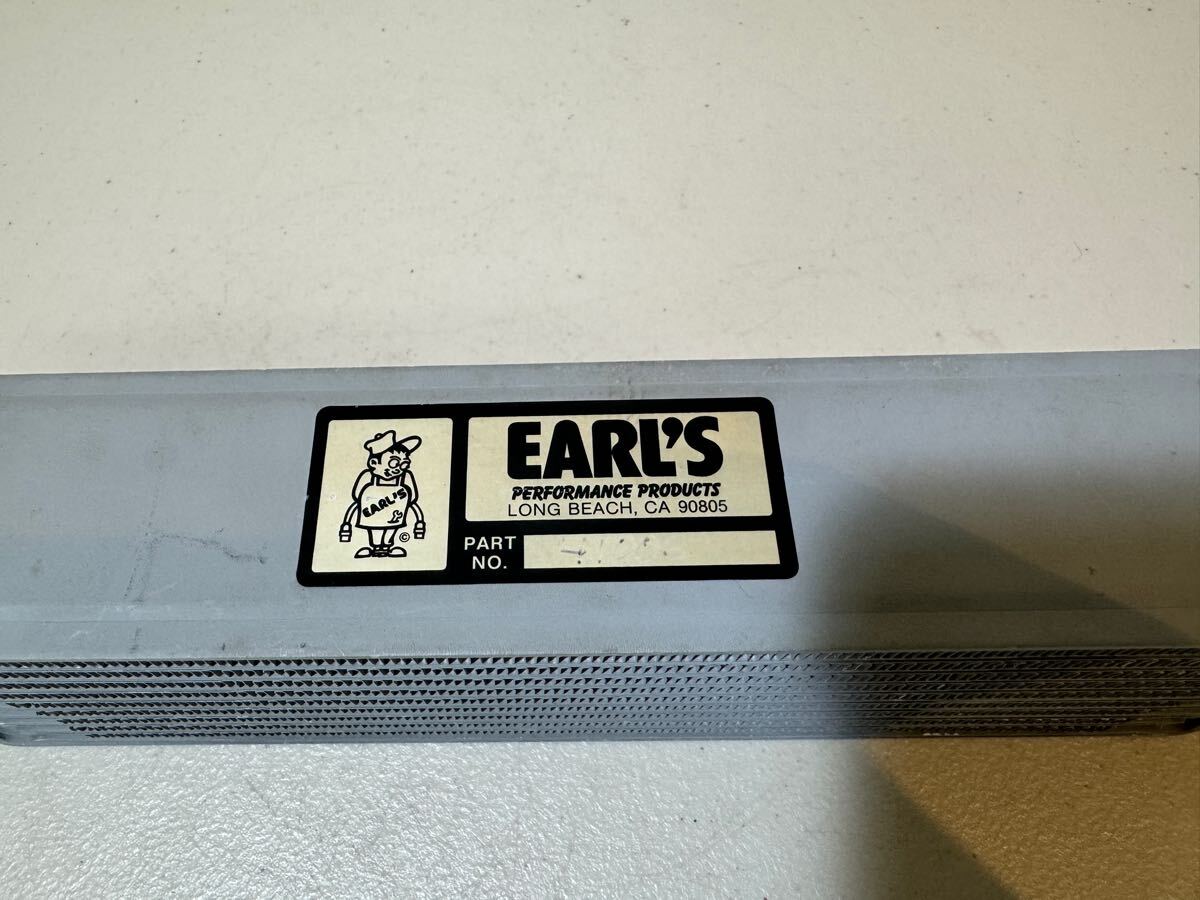 EARL'S
EARL'S
PERFORMANCE PRODUCTS
LONG BEACH, CA 90805
©
PART
NO.